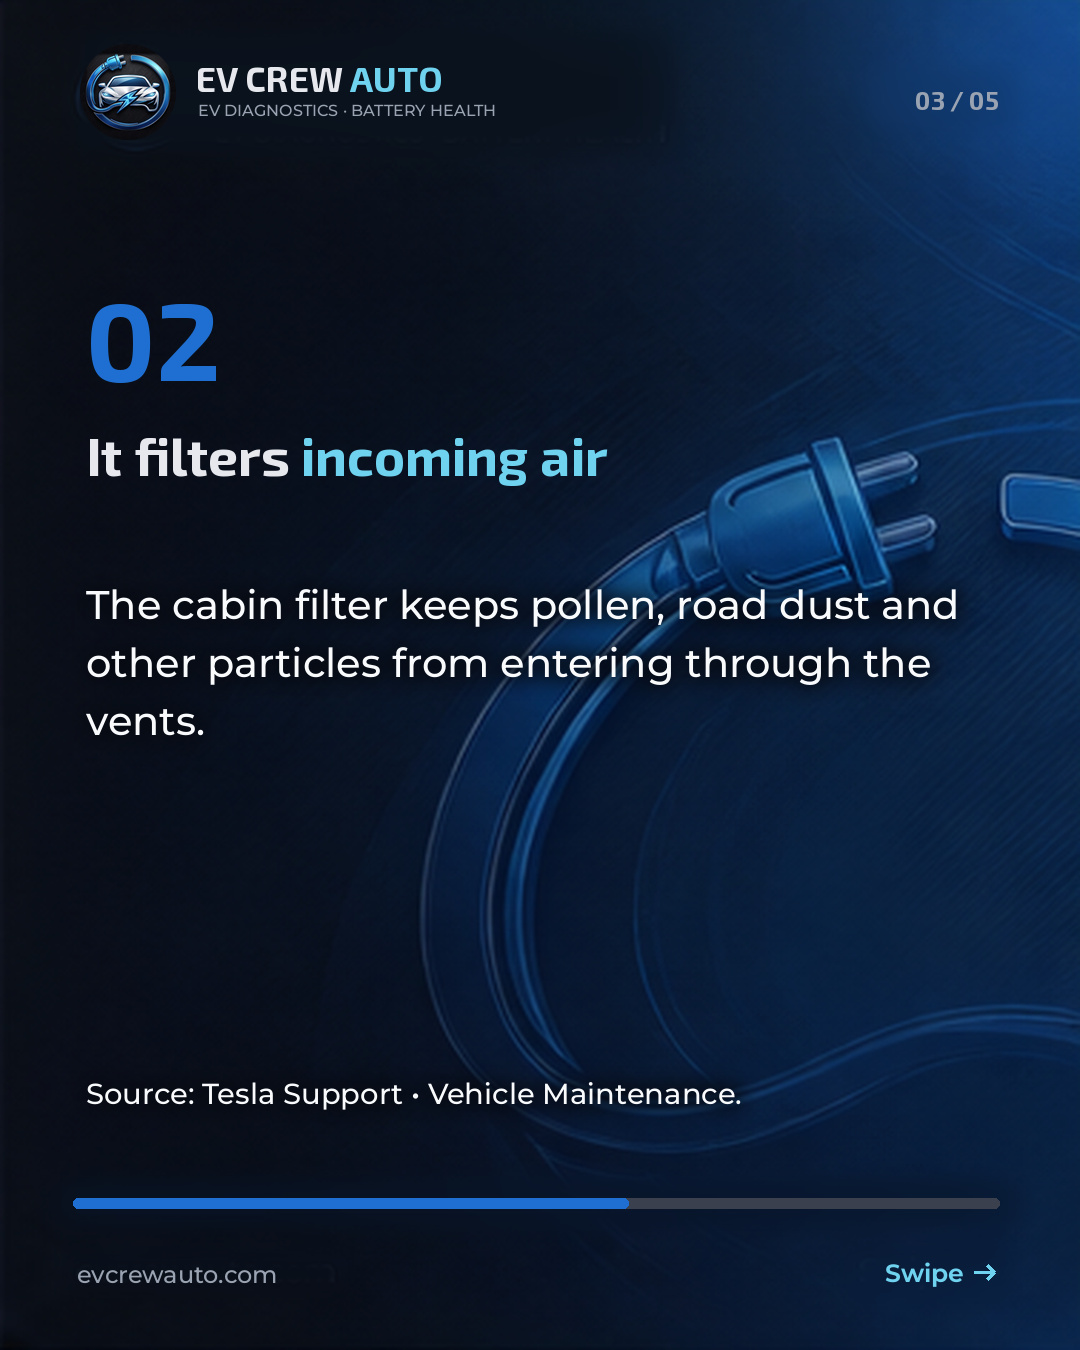 EV CREW AUTO
EV DIAGNOSTICS · BATTERY HEALTH
03 / 05
02
It filters incoming air
The cabin filter keeps pollen, road dust and
other particles from entering through the
vents.
Source: Tesla Support • Vehicle Maintenance.
evcrewauto.com
Swipe →